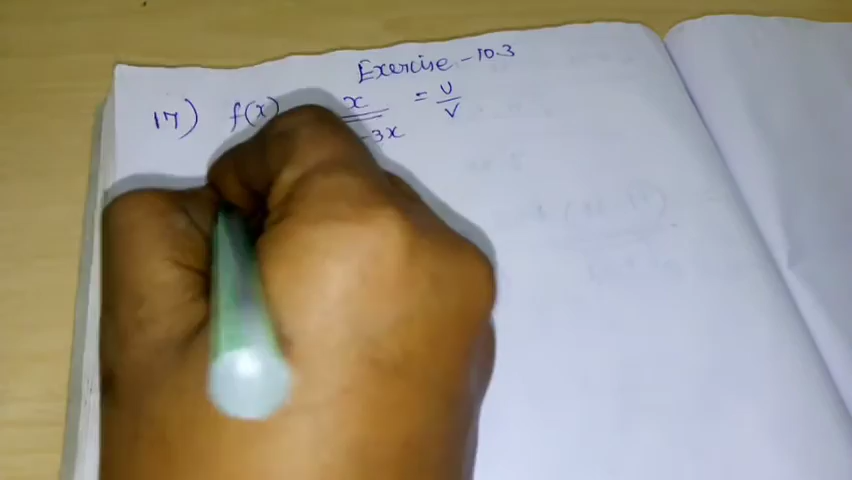 Exercise - 10.3
17) f(x) x/-3x = u/v